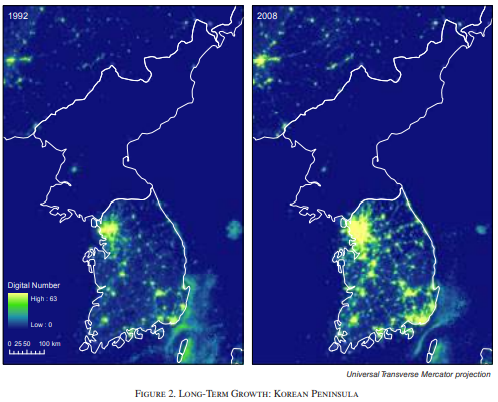 1992
2008
Digital Number
High : 63
Low : 0
0 25 50 100 km
Universal Transverse Mercator projection
FIGURE 2. LONG-TERM GROWTH: KOREAN PENINSULA